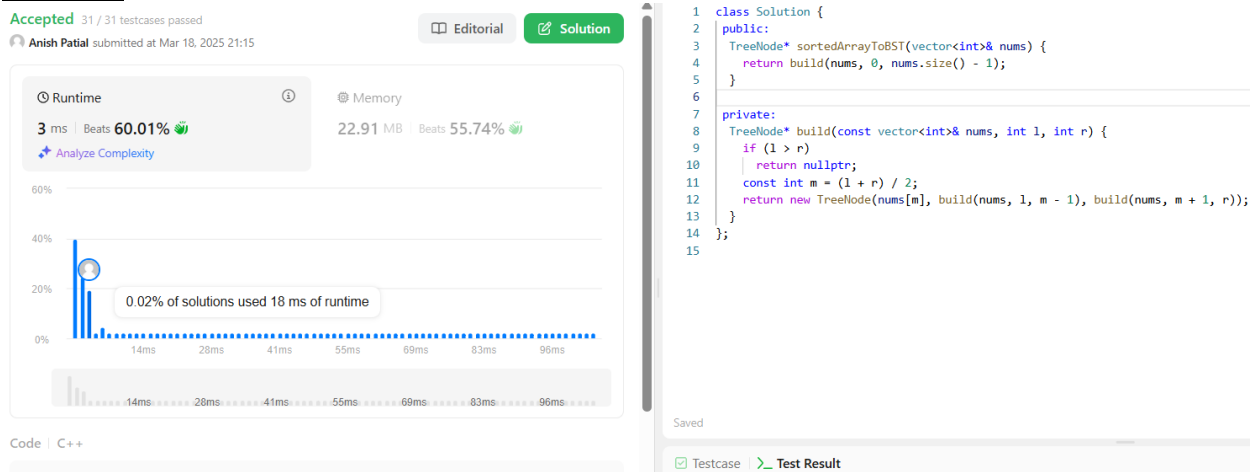 Accepted 31 / 31 testcases passed
Editorial
Solution
Anish Patial submitted at Mar 18, 2025 21:15
Runtime
3 ms | Beats 60.01%
Analyze Complexity
Memory
22.91 MB | Beats 55.74%
60%
40%
20%
0%
0.02% of solutions used 18 ms of runtime
14ms 28ms 41ms 55ms 69ms 83ms 96ms
14ms 28ms 41ms 55ms 69ms 83ms 96ms
Code | C++
1 class Solution {
2 public:
3 TreeNode* sortedArrayToBST(vector<int>& nums) {
4 return build(nums, 0, nums.size() - 1);
5 }
6
7 private:
8 TreeNode* build(const vector<int>& nums, int l, int r) {
9 if (l > r)
10 return nullptr;
11 const int m = (l + r) / 2;
12 return new TreeNode(nums[m], build(nums, l, m - 1), build(nums, m + 1, r));
13 }
14 };
15
Saved
Testcase | >_ Test Result